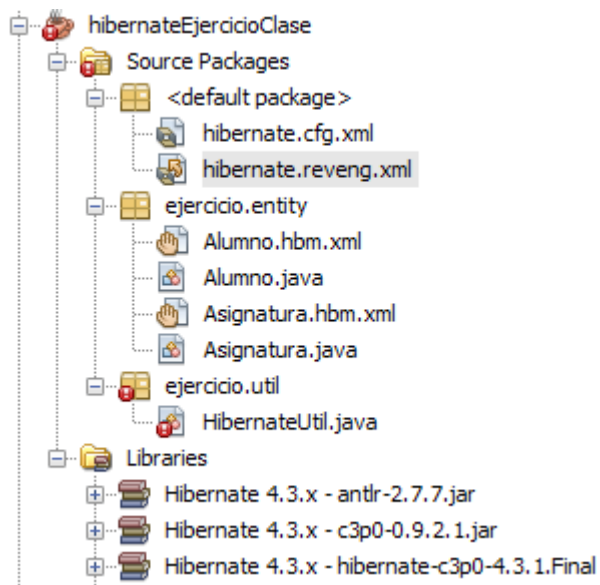 hibernateEjercicioClase
Source Packages
<default package>
hibernate.cfg.xml
hibernate.reveng.xml
ejercicio.entity
Alumno.hbm.xml
Alumno.java
Asignatura.hbm.xml
Asignatura.java
ejercicio.util
HibernateUtil.java
Libraries
Hibernate 4.3.x - antlr-2.7.7.jar
Hibernate 4.3.x - c3p0-0.9.2.1.jar
Hibernate 4.3.x - hibernate-c3p0-4.3.1.Final